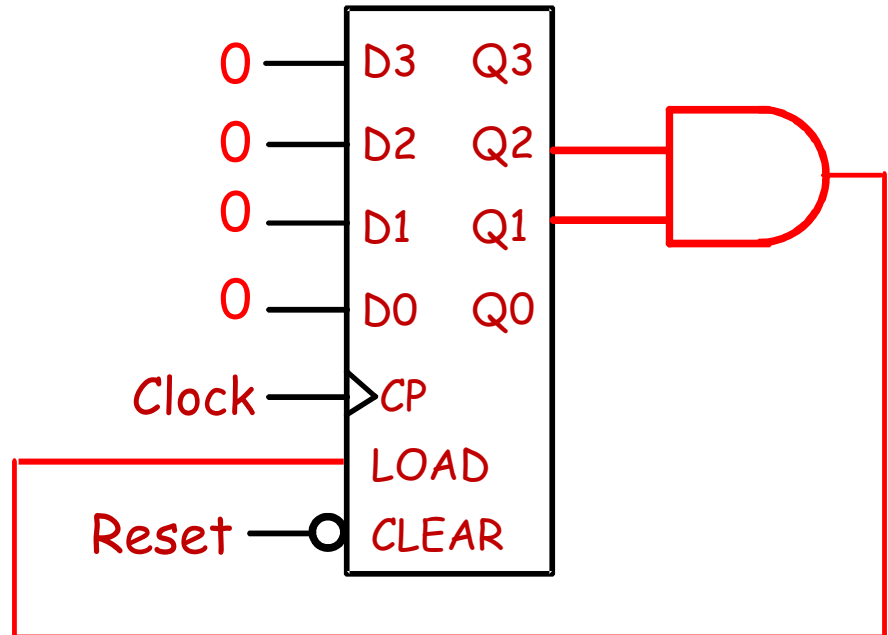 0 D3 Q3
0 D2 Q2
0 D1 Q1
0 D0 Q0
Clock CP
LOAD
Reset CLEAR